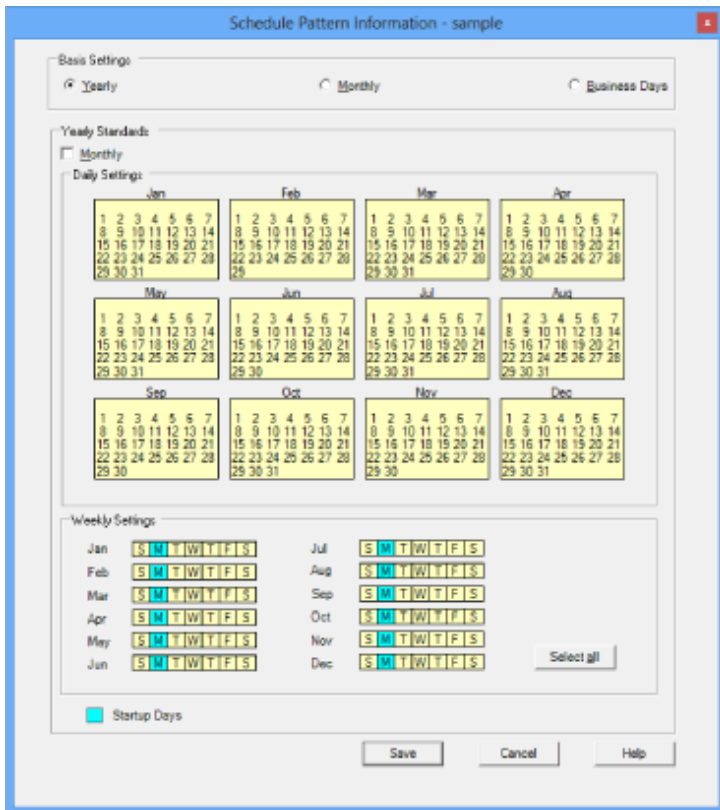 Schedule Pattern Information - sample
x
Basis Settings
Yearly Monthly Business Days
Yearly Standards
Monthly
Daily Settings
Jan Feb Mar Apr
1 2 3 4 5 6 7 1 2 3 4 5 6 7 1 2 3 4 5 6 7 1 2 3 4 5 6 7
8 9 10 11 12 13 14 8 9 10 11 12 13 14 8 9 10 11 12 13 14 8 9 10 11 12 13 14
15 16 17 18 19 20 21 15 16 17 18 19 20 21 15 16 17 18 19 20 21 15 16 17 18 19 20 21
22 23 24 25 26 27 28 22 23 24 25 26 27 28 22 23 24 25 26 27 28 22 23 24 25 26 27 28
29 30 31 29 29 30 31 29 30
May Jun Jul Aug
1 2 3 4 5 6 7 1 2 3 4 5 6 7 1 2 3 4 5 6 7 1 2 3 4 5 6 7
8 9 10 11 12 13 14 8 9 10 11 12 13 14 8 9 10 11 12 13 14 8 9 10 11 12 13 14
15 16 17 18 19 20 21 15 16 17 18 19 20 21 15 16 17 18 19 20 21 15 16 17 18 19 20 21
22 23 24 25 26 27 28 22 23 24 25 26 27 28 22 23 24 25 26 27 28 22 23 24 25 26 27 28
29 30 31 29 30 29 30 31 29 30 31
Sep Oct Nov Dec
1 2 3 4 5 6 7 1 2 3 4 5 6 7 1 2 3 4 5 6 7 1 2 3 4 5 6 7
8 9 10 11 12 13 14 8 9 10 11 12 13 14 8 9 10 11 12 13 14 8 9 10 11 12 13 14
15 16 17 18 19 20 21 15 16 17 18 19 20 21 15 16 17 18 19 20 21 15 16 17 18 19 20 21
22 23 24 25 26 27 28 22 23 24 25 26 27 28 22 23 24 25 26 27 28 22 23 24 25 26 27 28
29 30 29 30 31 29 30 29 30 31
Weekly Settings
Jan S M T W T F S Jul S M T W T F S
Feb S M T W T F S Aug S M T W T F S
Mar S M T W T F S Sep S M T W T F S
Apr S M T W T F S Oct S M T W T F S
May S M T W T F S Nov S M T W T F S
Jun S M T W T F S Dec S M T W T F S
Select all
Startup Days
Save Cancel Help